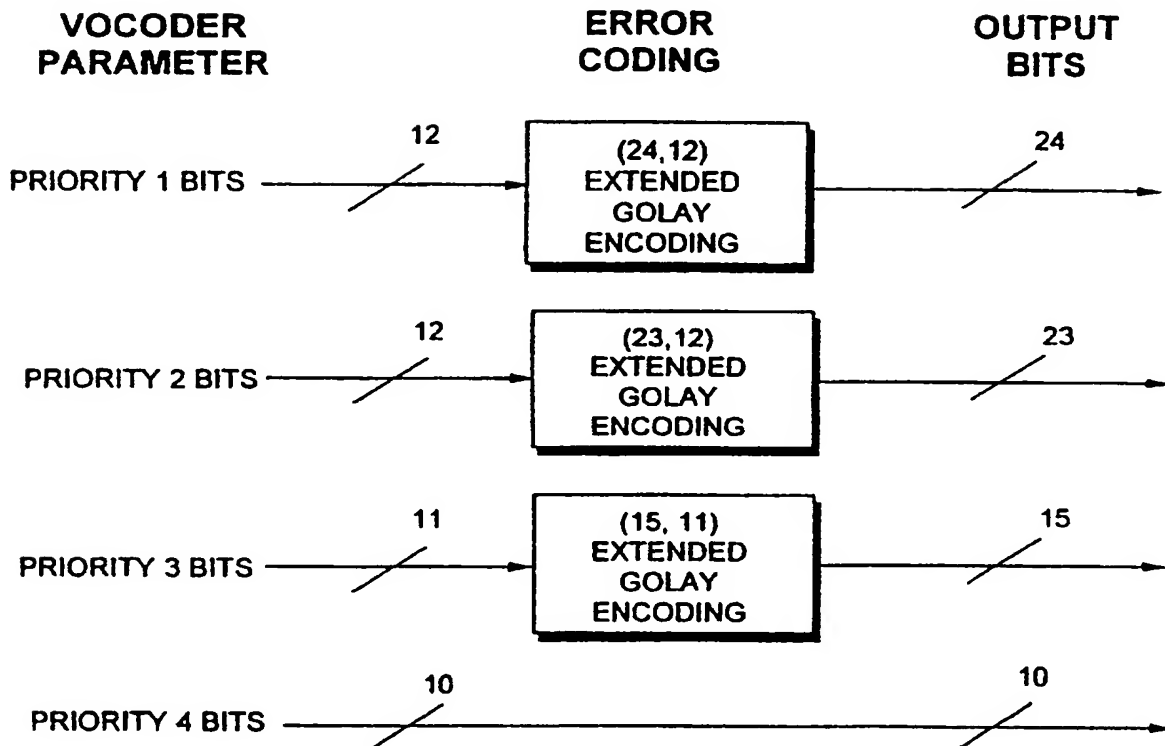 VOCODER
PARAMETER
ERROR
CODING
OUTPUT
BITS
PRIORITY 1 BITS
12
(24,12)
EXTENDED
GOLAY
ENCODING
24
PRIORITY 2 BITS
12
(23,12)
EXTENDED
GOLAY
ENCODING
23
PRIORITY 3 BITS
11
(15, 11)
EXTENDED
GOLAY
ENCODING
15
PRIORITY 4 BITS
10
10